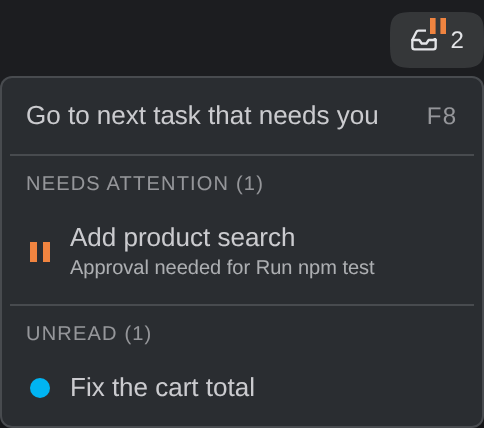 2
Go to next task that needs you F8
NEEDS ATTENTION (1)
Add product search
Approval needed for Run npm test
UNREAD (1)
Fix the cart total